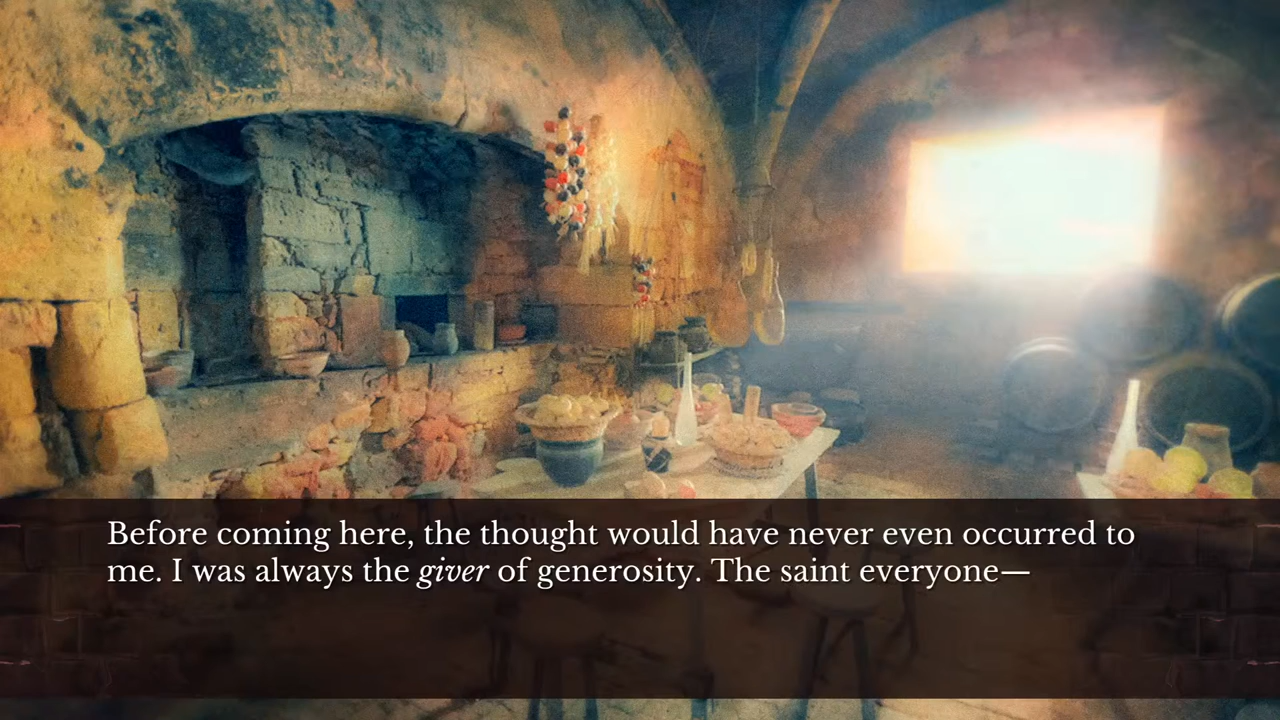 Before coming here, the thought would have never even occurred to
me. I was always the giver of generosity. The saint everyone—